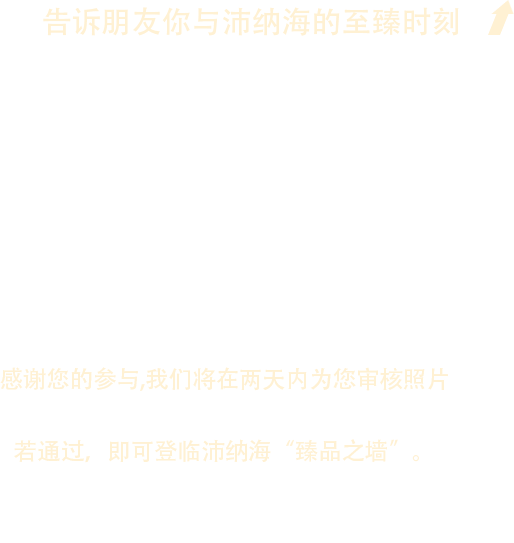 告诉朋友你与沛纳海的至臻时刻
感谢您的参与,我们将在两天内为您审核照片
若通过，即可登临沛纳海“臻品之墙”。